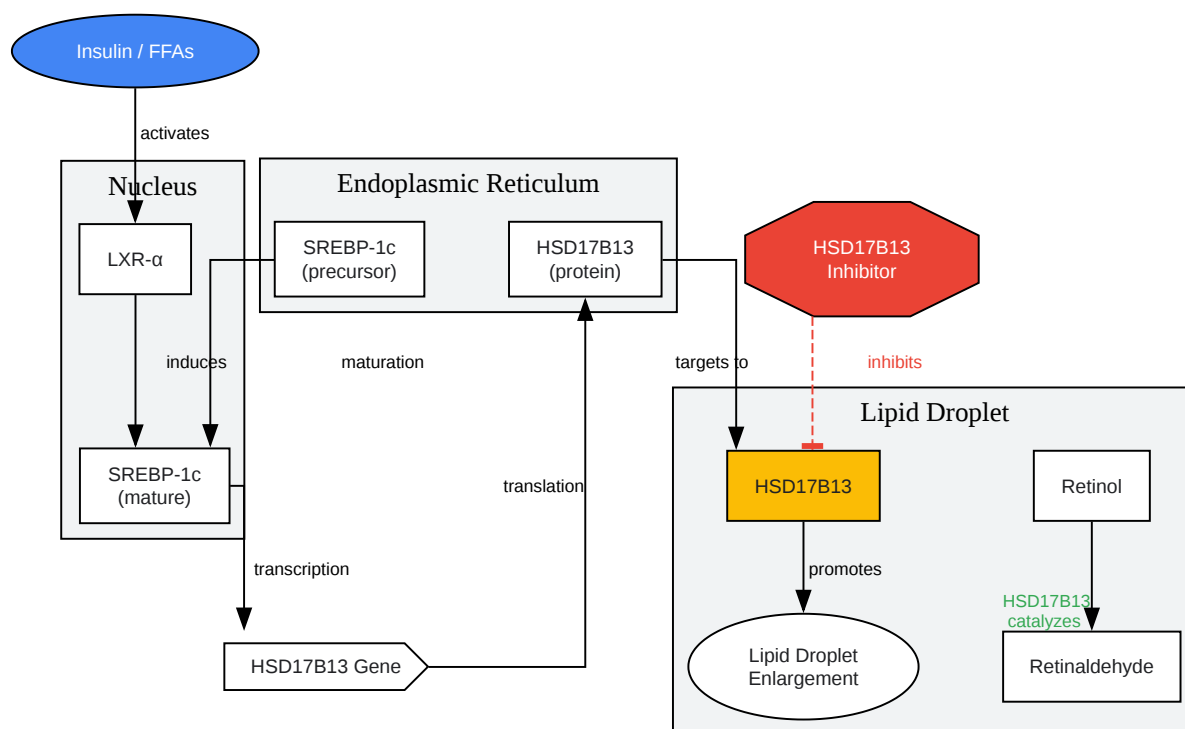 Insulin / FFAs
activates
Nucleus
Endoplasmic Reticulum
LXR-α
SREBP-1c
(precursor)
HSD17B13
(protein)
HSD17B13
Inhibitor
induces
maturation
targets to
inhibits
Lipid Droplet
SREBP-1c
(mature)
translation
HSD17B13
Retinol
transcription
promotes
HSD17B13
catalyzes
HSD17B13 Gene
Lipid Droplet
Enlargement
Retinaldehyde